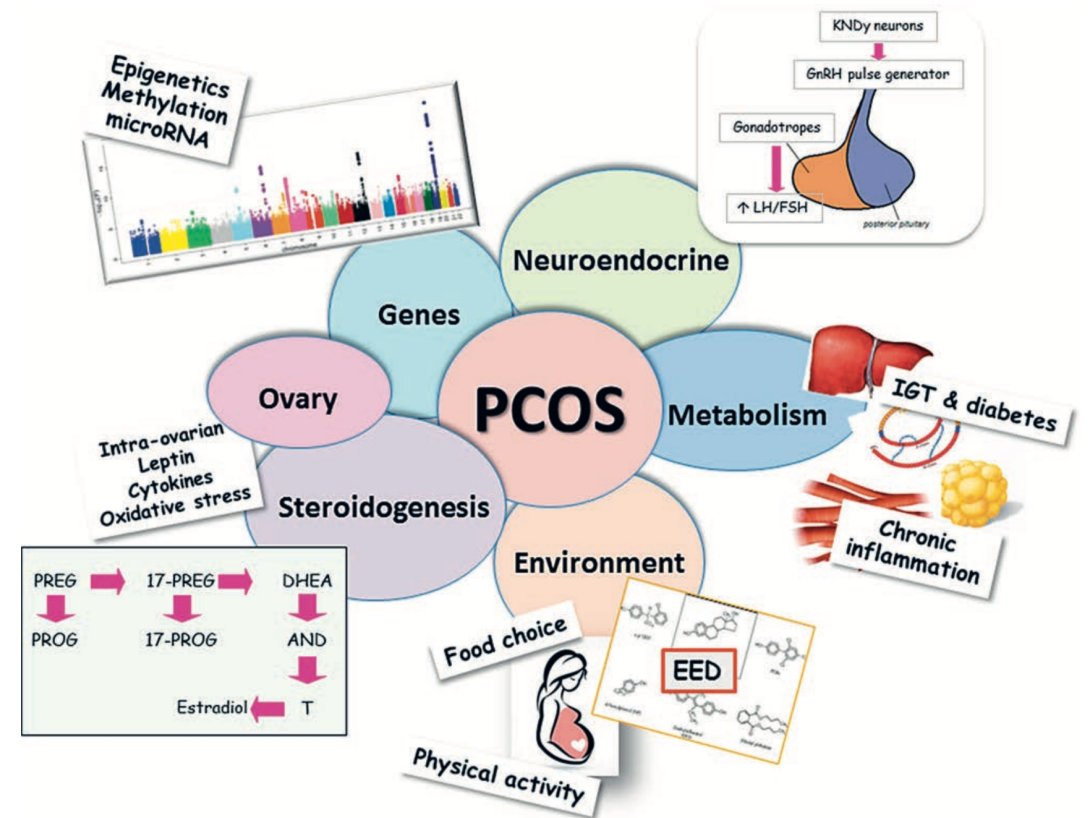 Epigenetics
Methylation
microRNA
chromosome
KNDy neurons
GnRH pulse generator
Gonadotropes
↑ LH/FSH
posterior pituitary
Neuroendocrine
Genes
Ovary
PCOS
Metabolism
IGT & diabetes
Intra-ovarian
Leptin
Cytokines
Oxidative stress
Steroidogenesis
Environment
Chronic
inflammation
PREG
17-PREG
DHEA
PROG
17-PROG
AND
Estradiol
T
Food choice
EED
Physical activity